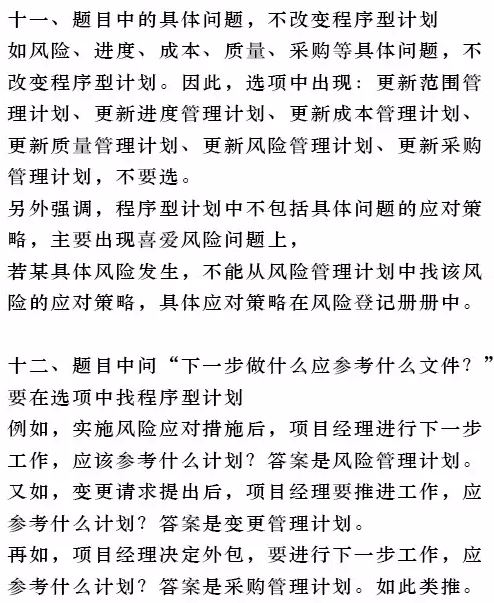 十一、题目中的具体问题，不改变程序型计划
如风险、进度、成本、质量、采购等具体问题，不
改变程序型计划。因此，选项中出现：更新范围管
理计划、更新进度管理计划、更新成本管理计划、
更新质量管理计划、更新风险管理计划、更新采购
管理计划，不要选。
另外强调，程序型计划中不包括具体问题的应对策
略，主要出现喜爱风险问题上，
若某具体风险发生，不能从风险管理计划中找该风
险的应对策略，具体应对策略在风险登记册册中。
十二、题目中问“下一步做什么应参考什么文件？”
要在选项中找程序型计划
例如，实施风险应对措施后，项目经理进行下一步
工作，应该参考什么计划？答案是风险管理计划。
又如，变更请求提出后，项目经理要推进工作，应
参考什么计划？答案是变更管理计划。
再如，项目经理决定外包，要进行下一步工作，应
参考什么计划？答案是采购管理计划。如此类推。